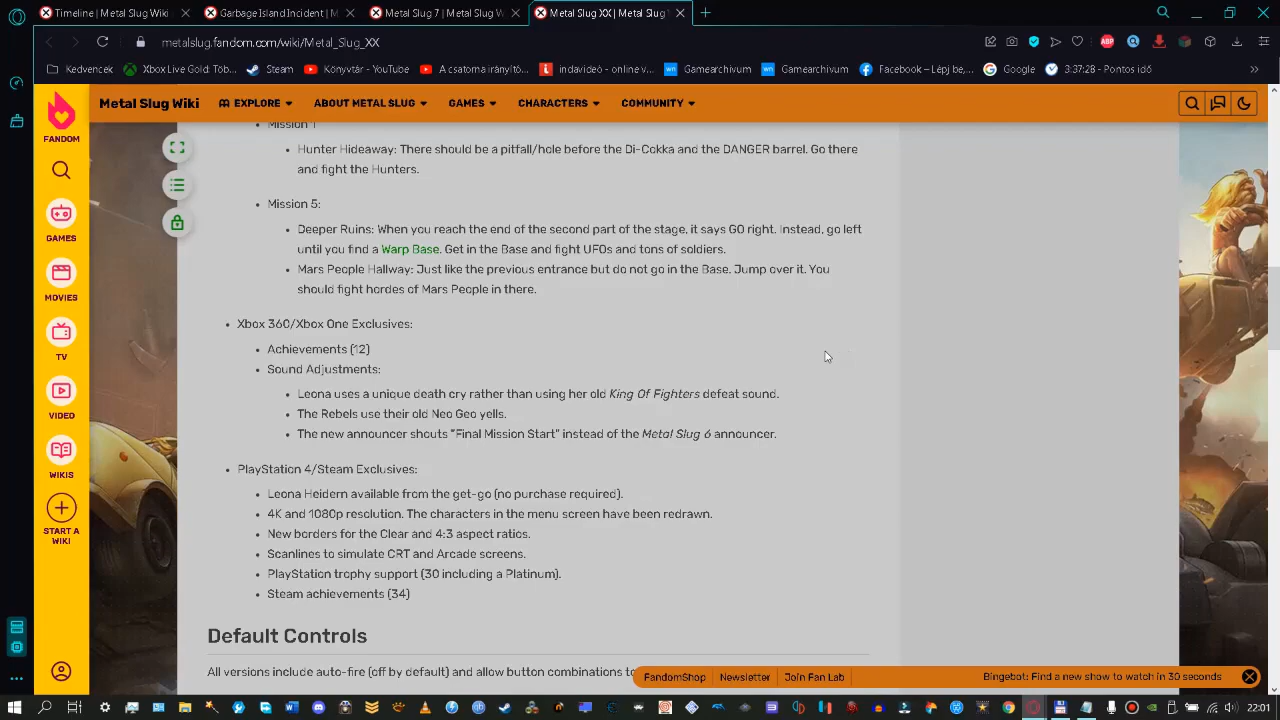 Timeline | Metal Slug Wiki
Garbage Island Incident | M
Metal Slug 7 | Metal Slug W
Metal Slug XX | Metal Slug
metalslug.fandom.com/wiki/Metal_Slug_XX
Kedvencek
Xbox Live Gold: Töb...
Steam
Könyvtár - YouTube
A csatorna irányító...
indavideó - online v...
Gamearchivum
Gamearchivum
Facebook – Lépj be,...
Google
3:37:28 - Pontos idő
Metal Slug Wiki
EXPLORE
ABOUT METAL SLUG
GAMES
CHARACTERS
COMMUNITY
FANDOM
GAMES
MOVIES
TV
VIDEO
WIKIS
START A
WIKI
Mission 1
Hunter Hideaway: There should be a pitfall/hole before the Di-Cokka and the DANGER barrel. Go there
and fight the Hunters.
Mission 5:
Deeper Ruins: When you reach the end of the second part of the stage, it says GO right. Instead, go left
until you find a Warp Base. Get in the Base and fight UFOs and tons of soldiers.
Mars People Hallway: Just like the previous entrance but do not go in the Base. Jump over it. You
should fight hordes of Mars People in there.
Xbox 360/Xbox One Exclusives:
Achievements (12)
Sound Adjustments:
Leona uses a unique death cry rather than using her old King Of Fighters defeat sound.
The Rebels use their old Neo Geo yells.
The new announcer shouts "Final Mission Start" instead of the Metal Slug 6 announcer.
PlayStation 4/Steam Exclusives:
Leona Heidern available from the get-go (no purchase required).
4K and 1080p resolution. The characters in the menu screen have been redrawn.
New borders for the Clear and 4:3 aspect ratios.
Scanlines to simulate CRT and Arcade screens.
PlayStation trophy support (30 including a Platinum).
Steam achievements (34)
Default Controls
All versions include auto-fire (off by default) and allow button combinations to
FandomShop
Newsletter
Join Fan Lab
Bingebot: Find a new show to watch in 30 seconds
22:01